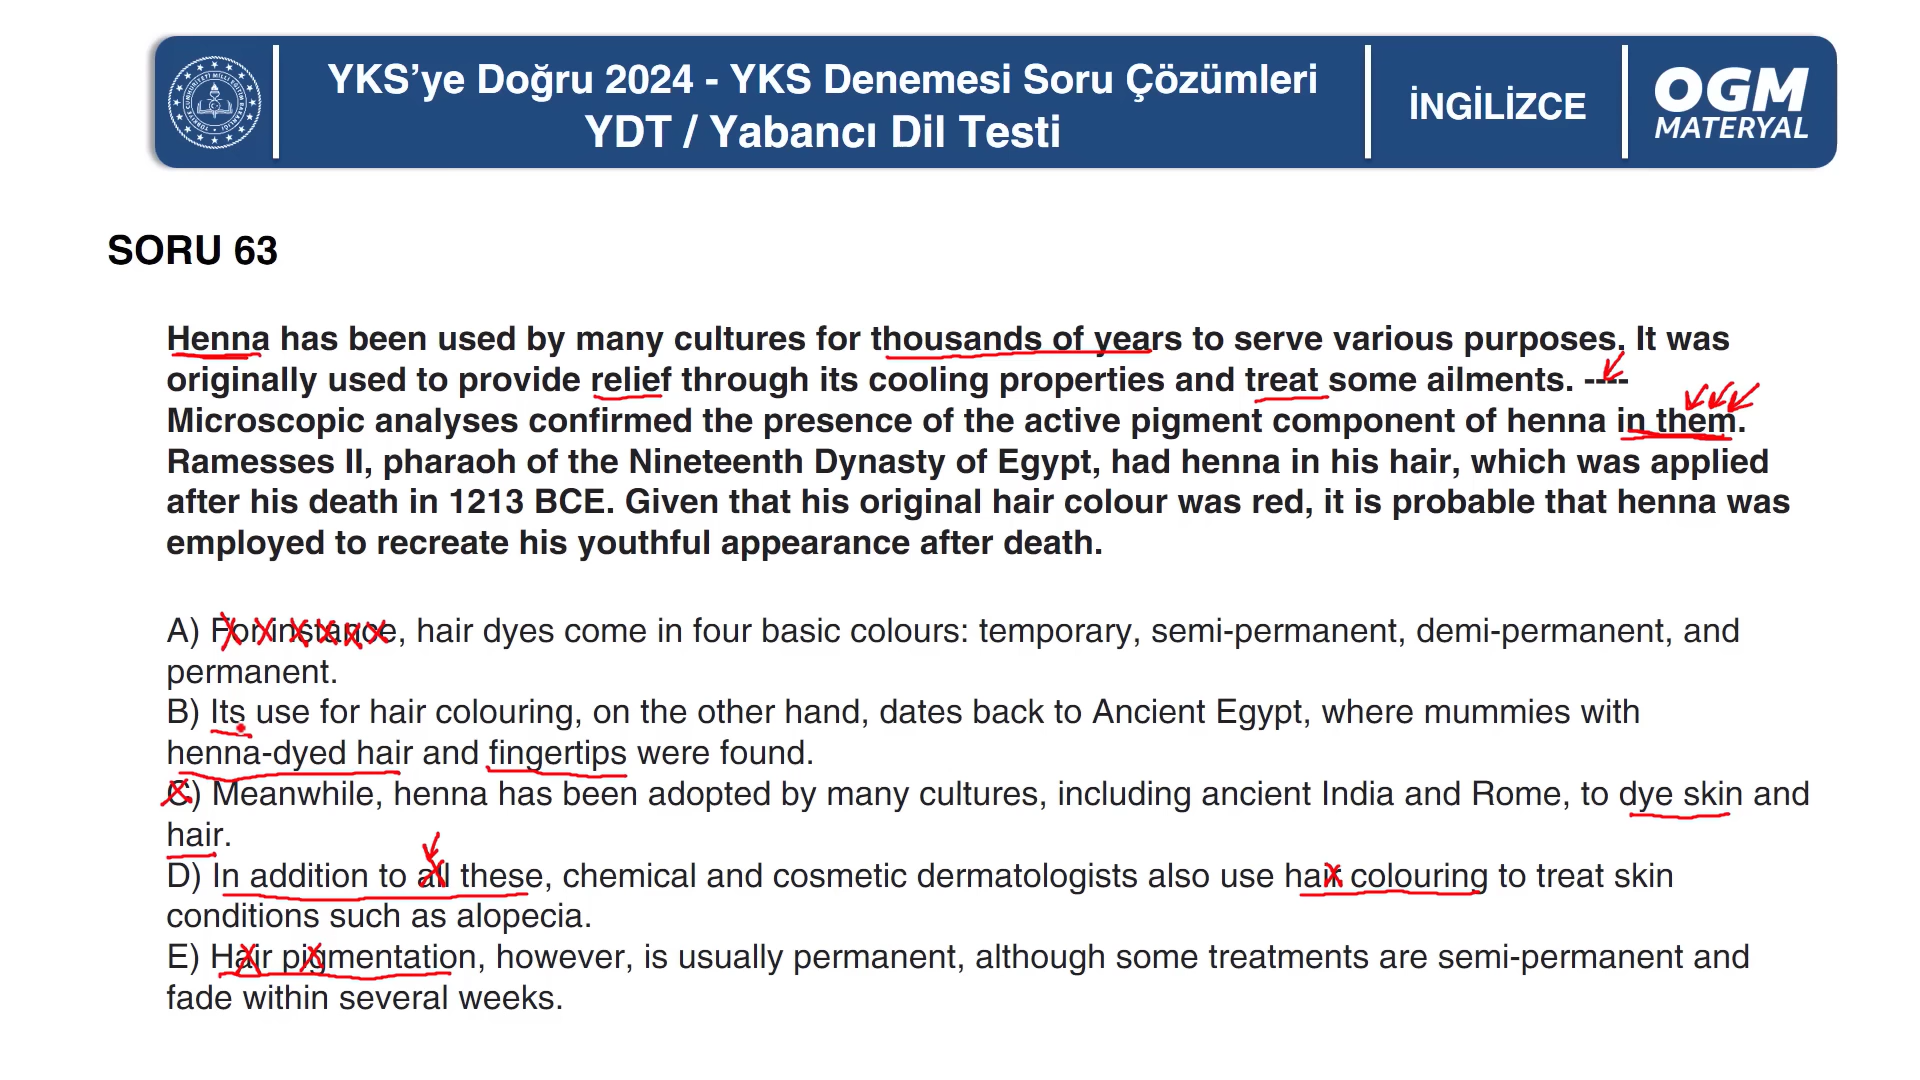 YKS'ye Doğru 2024 - YKS Denemesi Soru Çözümleri
YDT / Yabancı Dil Testi
İNGİLİZCE
OGM
MATERYAL
SORU 63
Henna has been used by many cultures for thousands of years to serve various purposes. It was
originally used to provide relief through its cooling properties and treat some ailments. ----
Microscopic analyses confirmed the presence of the active pigment component of henna in them.
Ramesses II, pharaoh of the Nineteenth Dynasty of Egypt, had henna in his hair, which was applied
after his death in 1213 BCE. Given that his original hair colour was red, it is probable that henna was
employed to recreate his youthful appearance after death.
A) For instance, hair dyes come in four basic colours: temporary, semi-permanent, demi-permanent, and
permanent.
B) Its use for hair colouring, on the other hand, dates back to Ancient Egypt, where mummies with
henna-dyed hair and fingertips were found.
C) Meanwhile, henna has been adopted by many cultures, including ancient India and Rome, to dye skin and
hair.
D) In addition to all these, chemical and cosmetic dermatologists also use hair colouring to treat skin
conditions such as alopecia.
E) Hair pigmentation, however, is usually permanent, although some treatments are semi-permanent and
fade within several weeks.